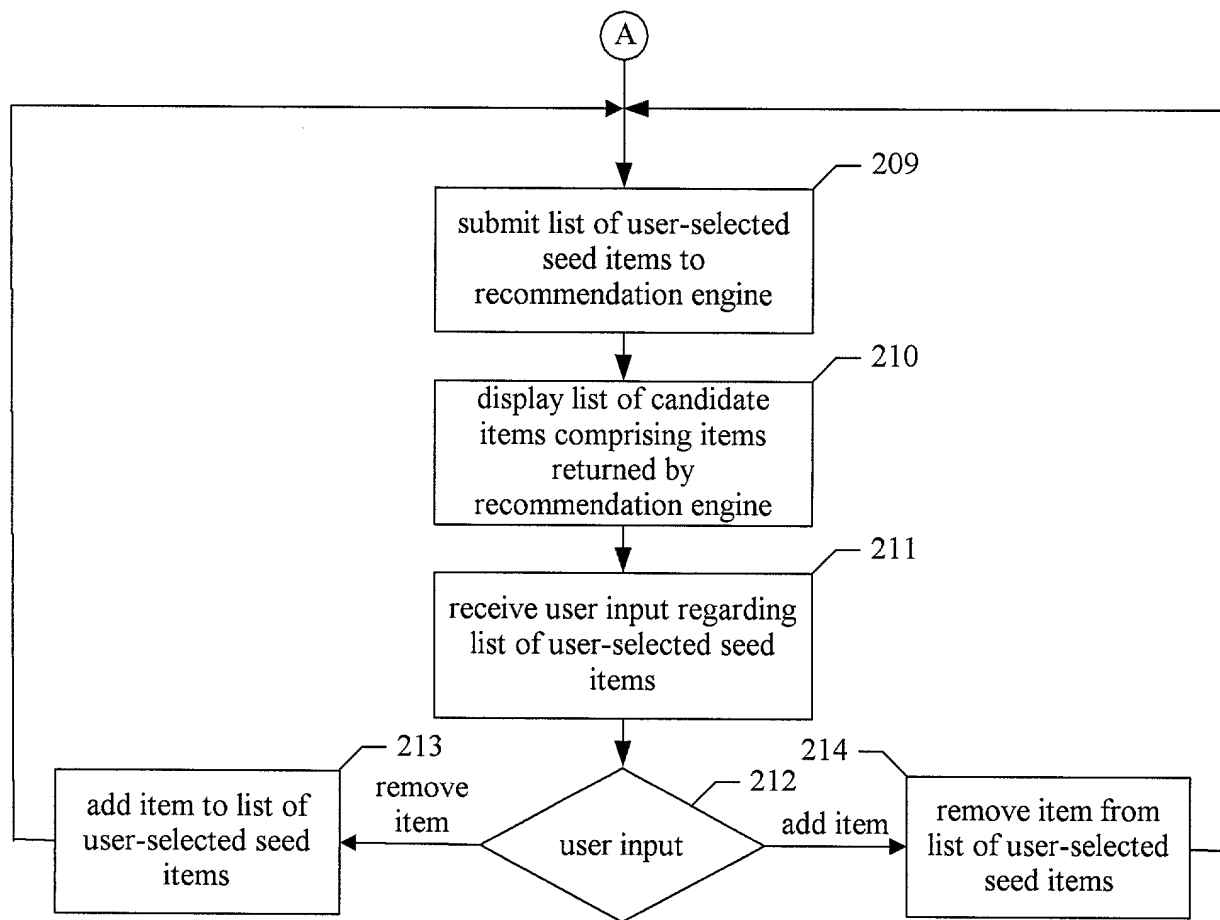 A
209
submit list of user-selected
seed items to
recommendation engine
210
display list of candidate
items comprising items
returned by
recommendation engine
211
receive user input regarding
list of user-selected seed
items
213
add item to list of
user-selected seed
items
remove
item
212
user input
add item
214
remove item from
list of user-selected
seed items